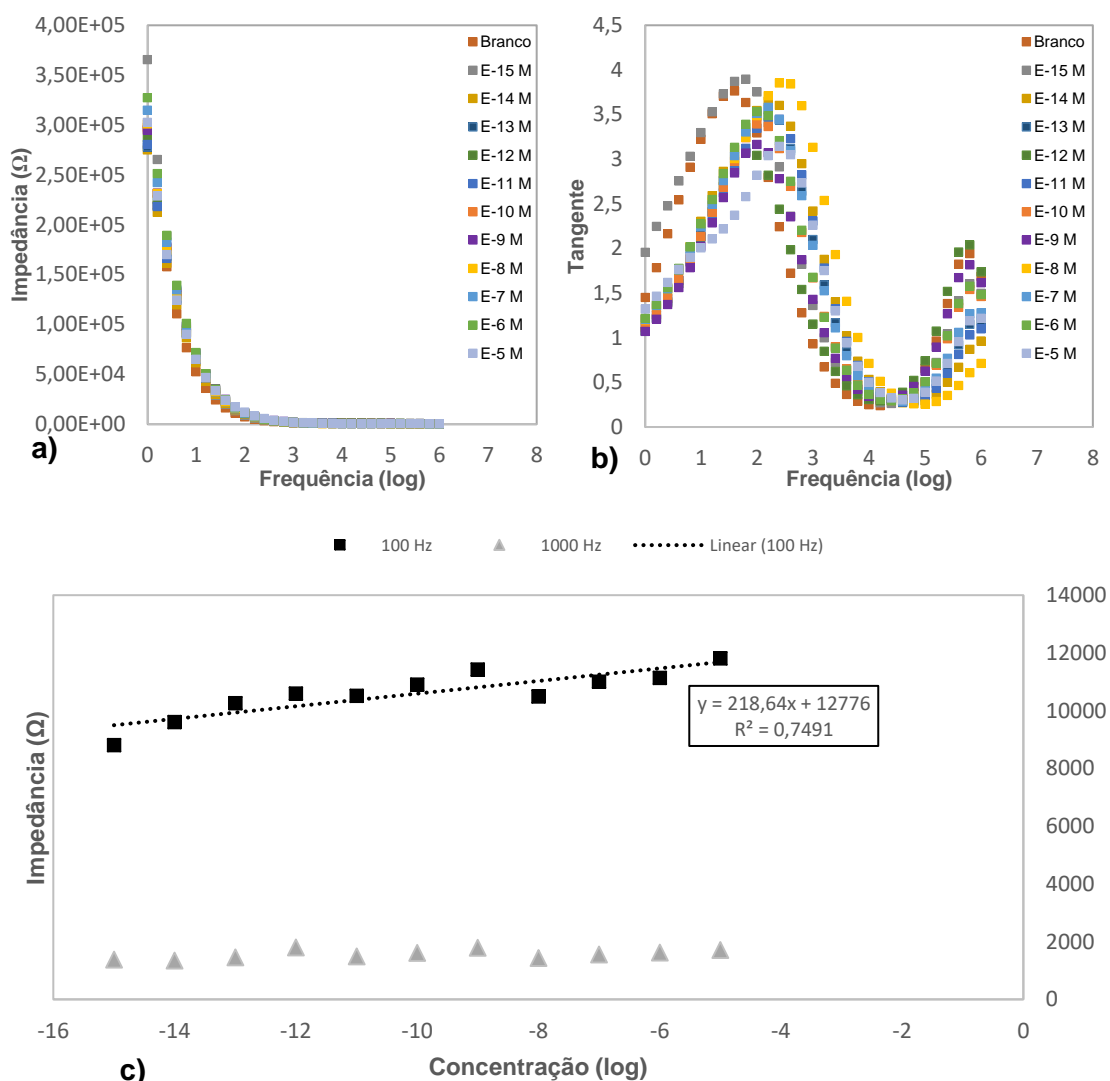 4,00E+05
3,50E+05
3,00E+05
2,50E+05
2,00E+05
1,50E+05
1,00E+05
5,00E+04
0,00E+00
Impedância (Ω)
0 1 2 3 4 5 6 7 8
Frequência (log)
Branco
E-15 M
E-14 M
E-13 M
E-12 M
E-11 M
E-10 M
E-9 M
E-8 M
E-7 M
E-6 M
E-5 M
a)
4,5
4
3,5
3
2,5
2
1,5
1
0,5
0
Tangente
0 1 2 3 4 5 6 7 8
Frequência (log)
Branco
E-15 M
E-14 M
E-13 M
E-12 M
E-11 M
E-10 M
E-9 M
E-8 M
E-7 M
E-6 M
E-5 M
b)
100 Hz 1000 Hz Linear (100 Hz)
14000
12000
10000
8000
6000
4000
2000
0
Impedância (Ω)
y = 218,64x + 12776
R² = 0,7491
-16 -14 -12 -10 -8 -6 -4 -2 0
Concentração (log)
c)